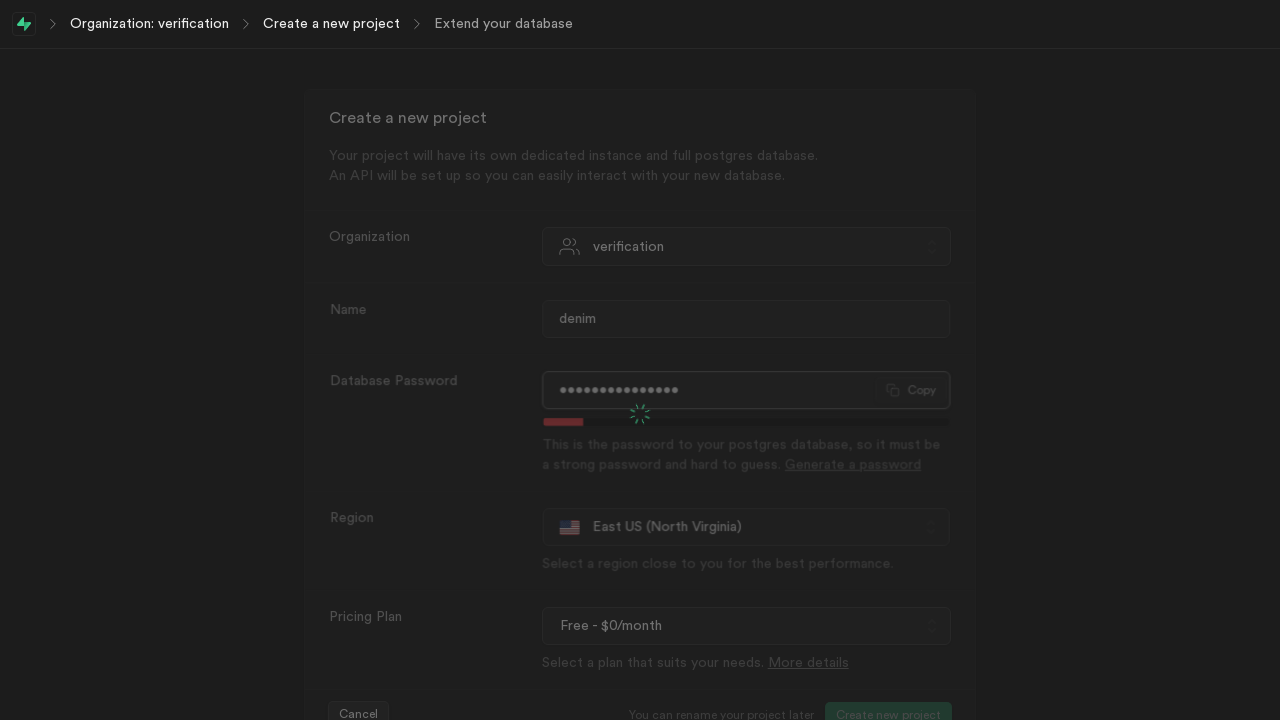 Organization: verification
Create a new project
Extend your database
Create a new project
Your project will have its own dedicated instance and full postgres database.
An API will be set up so you can easily interact with your new database.
Organization
verification
Name
denim
Database Password
•••••••••••••••
Copy
This is the password to your postgres database, so it must be
a strong password and hard to guess. Generate a password
Region
East US (North Virginia)
Select a region close to you for the best performance.
Pricing Plan
Free - $0/month
Select a plan that suits your needs. More details
Cancel
You can rename your project later
Create new project